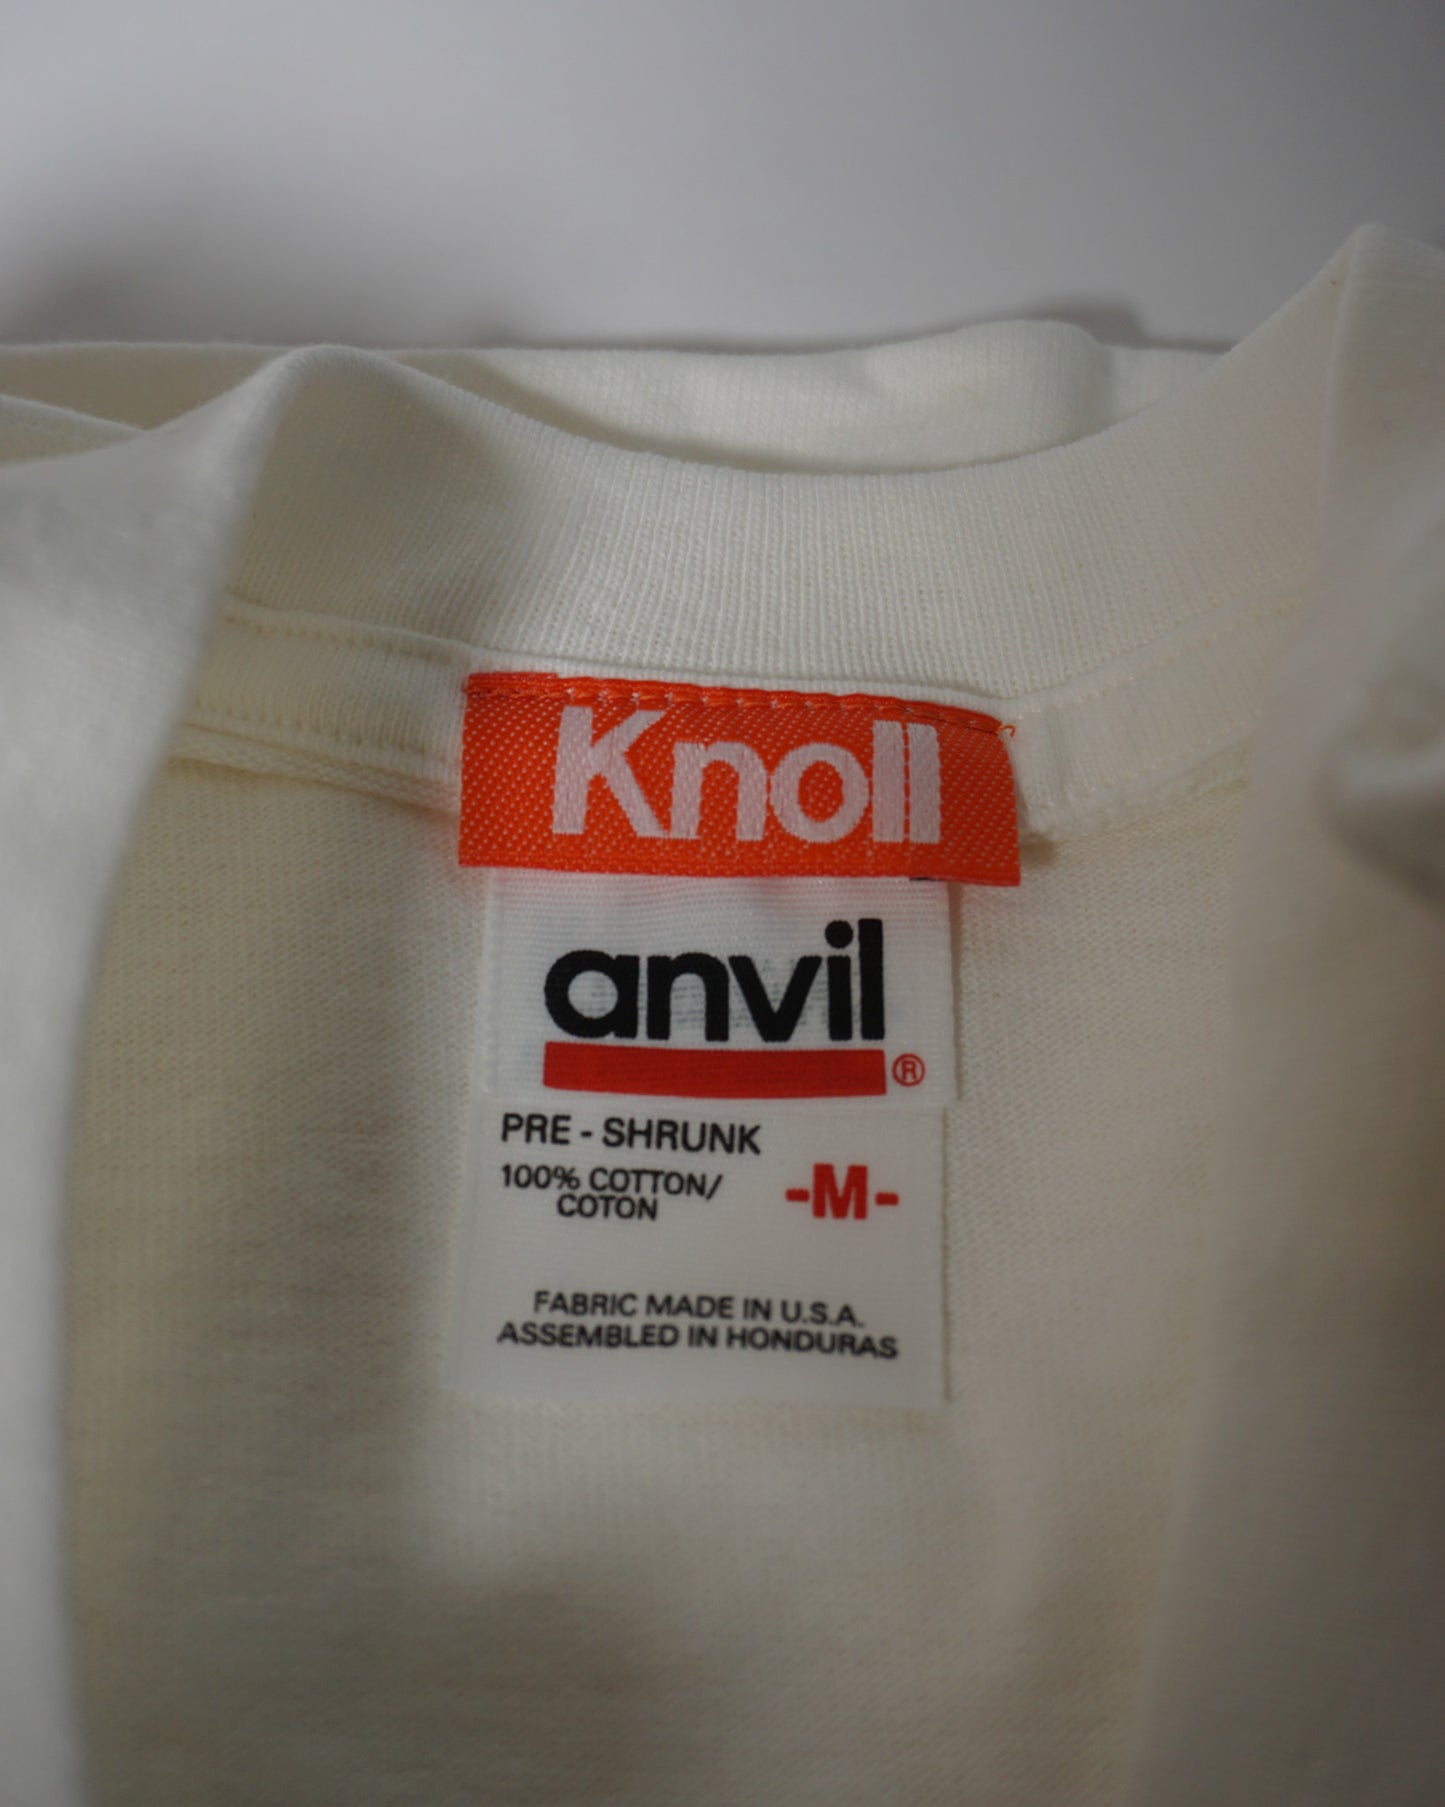 Knoll
anvil
®
PRE - SHRUNK
100% COTTON/
COTON
-M-
FABRIC MADE IN U.S.A.
ASSEMBLED IN HONDURAS